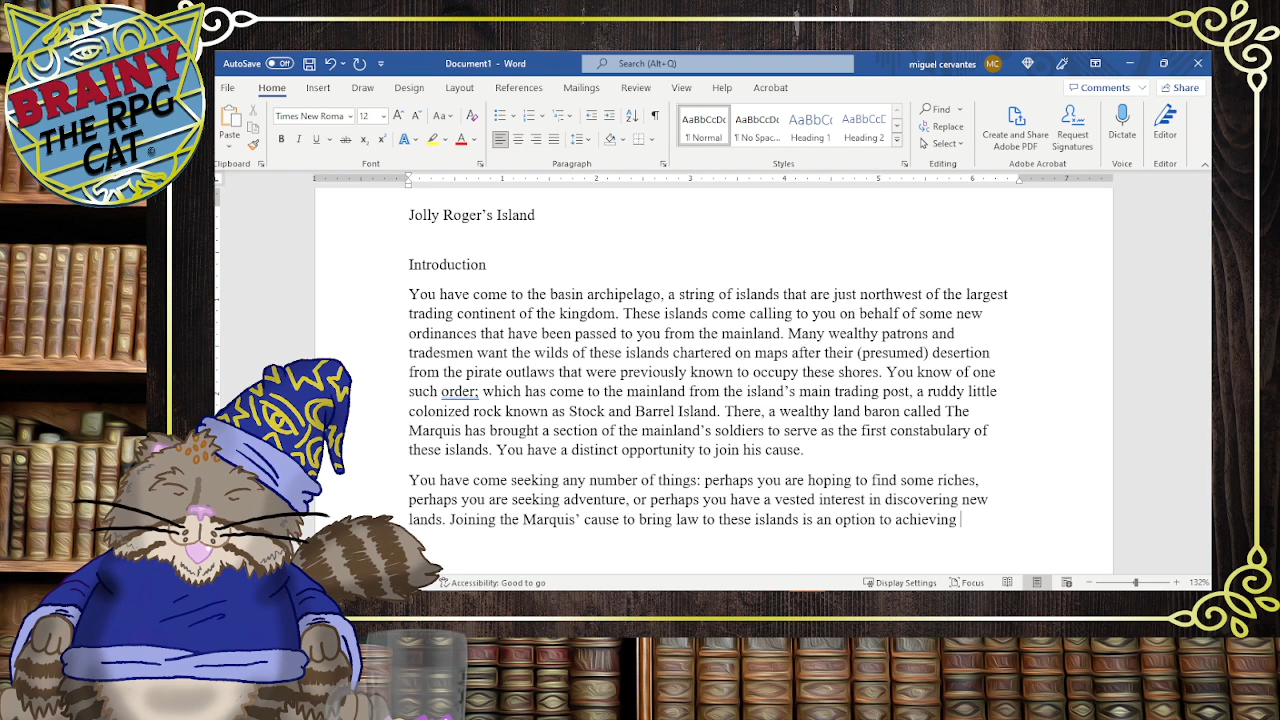 BRAINY
THE RPG
CAT
©
AutoSave Off
Document1 - Word
Search (Alt+Q)
miguel cervantes MC
File Home Insert Draw Design Layout References Mailings Review View Help Acrobat
Comments Share
Paste
Clipboard
Times New Roma 12
Font
Paragraph
AaBbCcDc AaBbCcDc AaBbCc AaBbCcE
¶ Normal ¶ No Spac... Heading 1 Heading 2
Styles
Find
Replace
Select
Editing
Create and Share
Adobe PDF
Request
Signatures
Adobe Acrobat
Dictate
Voice
Editor
Editor
1 1 2 3 4 5 6 7
Jolly Roger’s Island
Introduction
You have come to the basin archipelago, a string of islands that are just northwest of the largest
trading continent of the kingdom. These islands come calling to you on behalf of some new
ordinances that have been passed to you from the mainland. Many wealthy patrons and
tradesmen want the wilds of these islands chartered on maps after their (presumed) desertion
from the pirate outlaws that were previously known to occupy these shores. You know of one
such order; which has come to the mainland from the island’s main trading post, a ruddy little
colonized rock known as Stock and Barrel Island. There, a wealthy land baron called The
Marquis has brought a section of the mainland’s soldiers to serve as the first constabulary of
these islands. You have a distinct opportunity to join his cause.
You have come seeking any number of things: perhaps you are hoping to find some riches,
perhaps you are seeking adventure, or perhaps you have a vested interest in discovering new
lands. Joining the Marquis’ cause to bring law to these islands is an option to achieving
Accessibility: Good to go
Display Settings Focus 132%